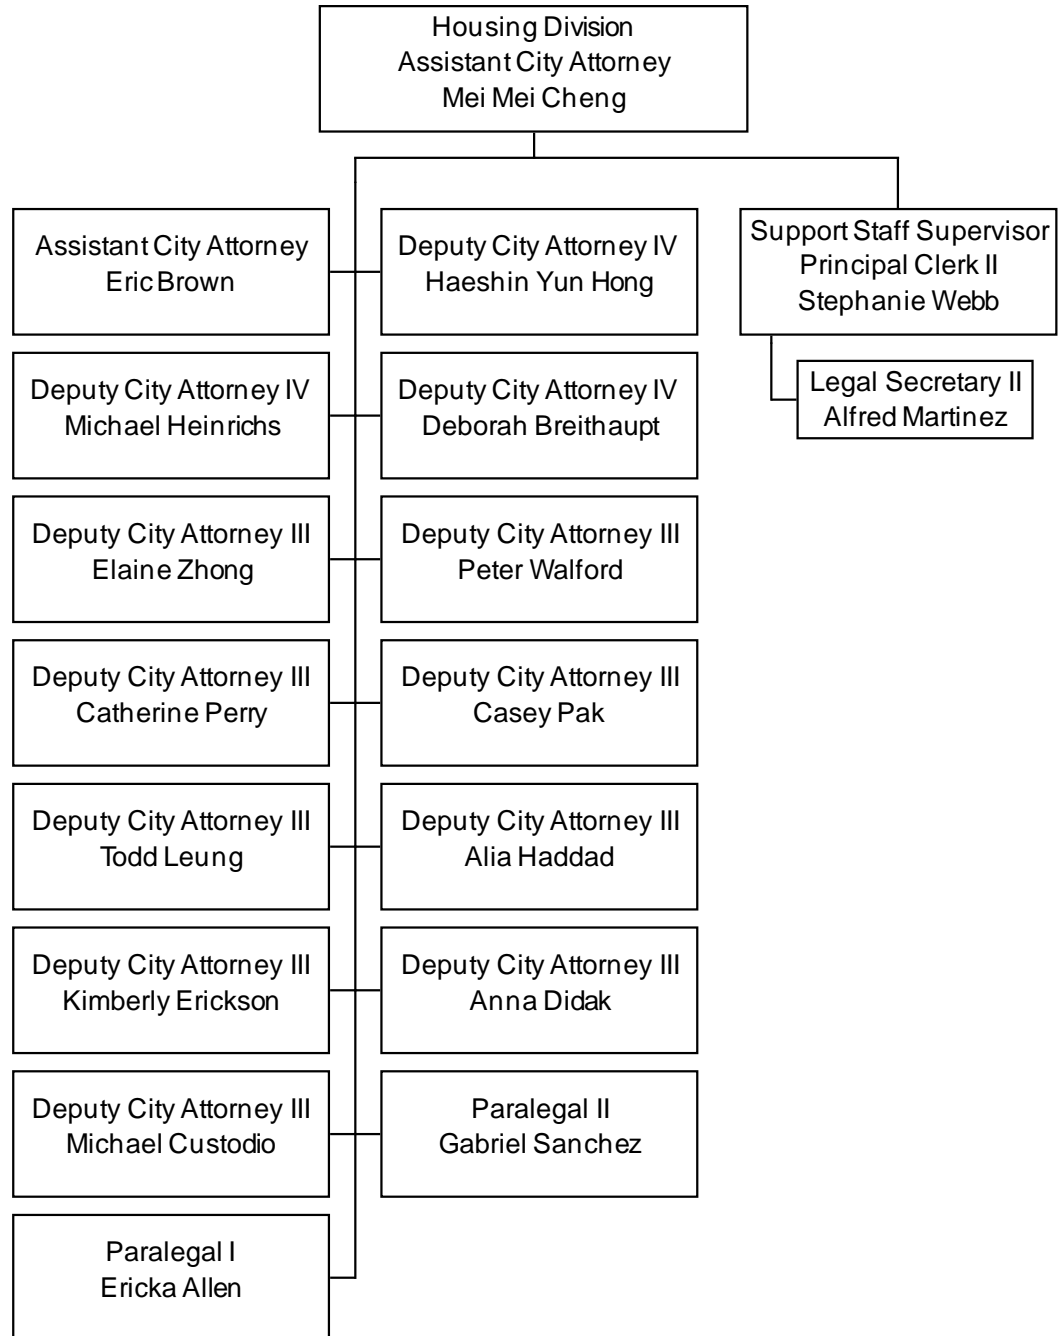 Housing Division
Assistant City Attorney
Mei Mei Cheng
Assistant City Attorney
Eric Brown
Deputy City Attorney IV
Haeshin Yun Hong
Support Staff Supervisor
Principal Clerk II
Stephanie Webb
Deputy City Attorney IV
Michael Heinrichs
Deputy City Attorney IV
Deborah Breithaupt
Legal Secretary II
Alfred Martinez
Deputy City Attorney III
Elaine Zhong
Deputy City Attorney III
Peter Walford
Deputy City Attorney III
Catherine Perry
Deputy City Attorney III
Casey Pak
Deputy City Attorney III
Todd Leung
Deputy City Attorney III
Alia Haddad
Deputy City Attorney III
Kimberly Erickson
Deputy City Attorney III
Anna Didak
Deputy City Attorney III
Michael Custodio
Paralegal II
Gabriel Sanchez
Paralegal I
Ericka Allen